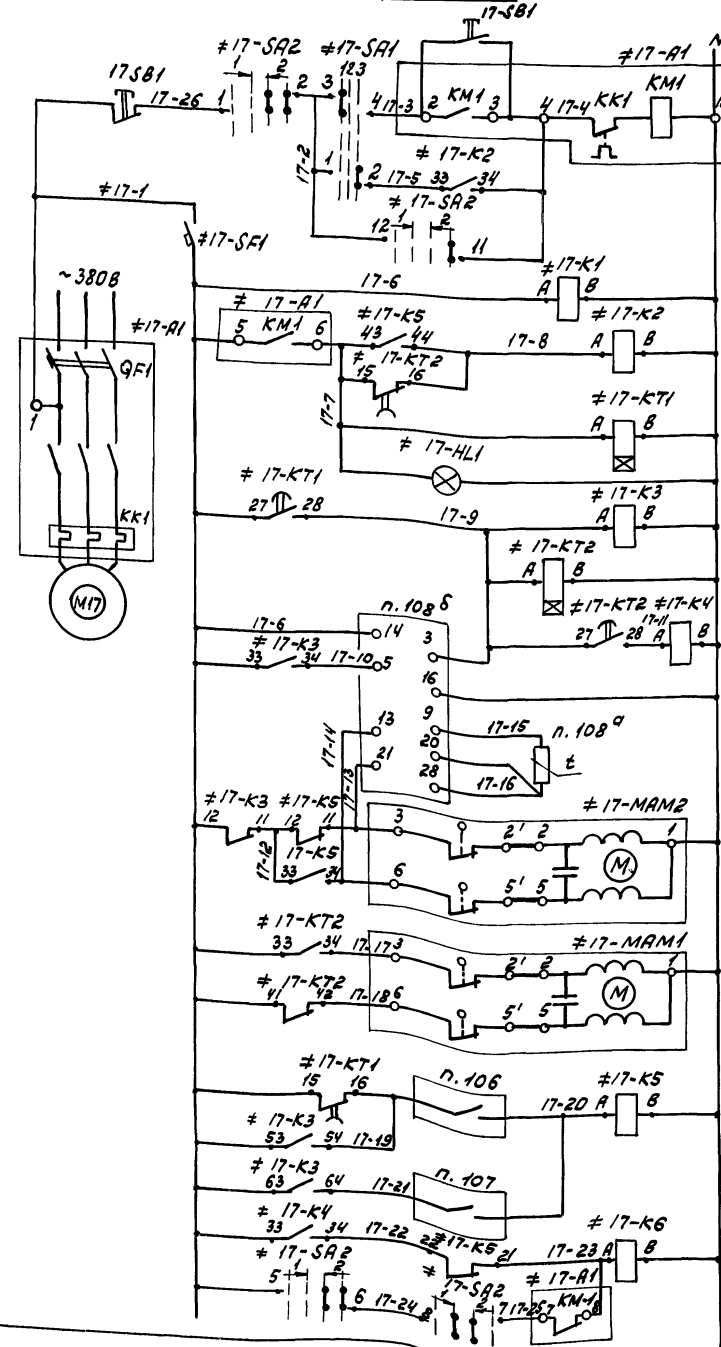 17-SB1
≠17-SA2 ≠17-SA1
≠17-A1 N
17SB1 1 2 3 123
17-26 1 2 4 17-3 2 KM1 3 4 17-4 KK1 KM1
17-2
≠ 17-K2
1 2 17-5 33 34
≠ 17-SA2
≠17-1
12 1 2 11
≠17-SF1
17-6 ≠17-K1
A B
~380В
≠ 17-A1 ≠17-K5 ≠17-K2
≠17-A1 5 KM1 6 43 44 17-8 A B
≠ 17-KT2
QF1
15 16
17-7
≠17-KT1
1
≠ 17-HL1 A B
≠ 17-KT1 ≠17-K3
27 28 17-9 A B
KK1
≠ 17-KT2
A B
M17
п. 108 б ≠17-KT2 ≠17-K4
17-6 14 3 27 28 17-11 A B
≠ 17-K3
33 34 17-10 5
16
17-14 13 9 17-15 п. 108 а
17-13 21 20 t
28 17-16
≠17-K3 ≠17-K5 ≠17-MAM2
12 11 12 11 3 2' 2 1
17-12 17-K5 M
33 34 6 5' 5
≠ 17-KT2 ≠17-MAM1
33 34 17-17 3 2' 2 1
≠ 17-KT2
41 42 17-18 6 5' 5 M
≠17-KT1 п. 106 ≠17-K5
15 16 17-20 A B
≠ 17-K3
53 54 17-19
≠ 17-K3 п. 107
63 64 17-21
≠ 17-K4 ≠ 17-K6
33 34 17-22 22 ≠17-K5 21 17-23 A B
≠ 17-SA2 ≠ 17-SA2 ≠ 17-A1
5 1 2 6 17-24 8 1 2 7 17-25 7 KM1 8